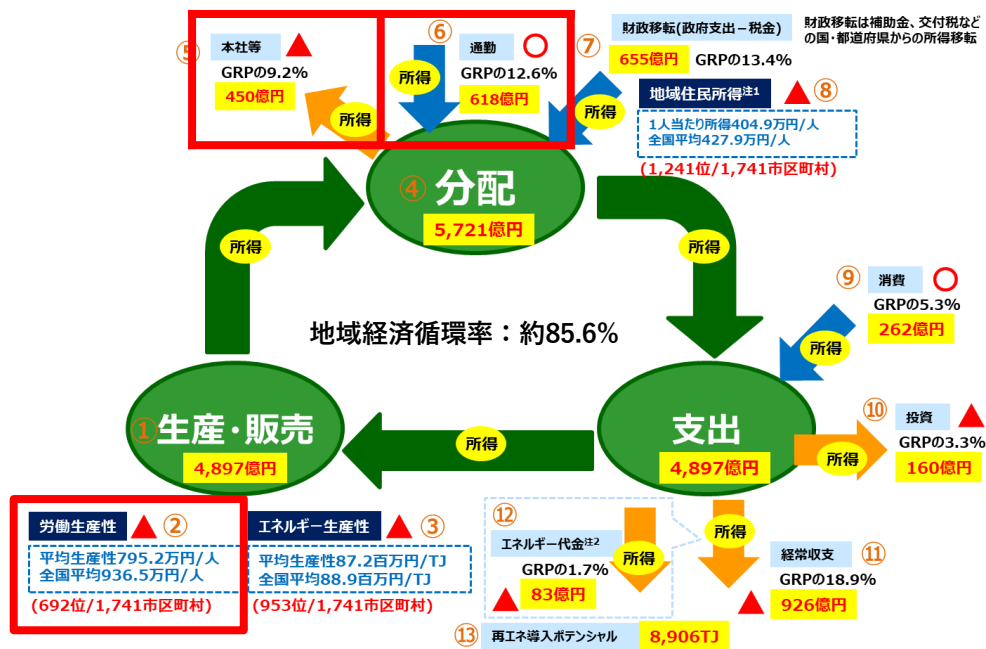 ⑤
本社等
▲
GRPの9.2%
450億円
所得
⑥
通勤
○
GRPの12.6%
618億円
所得
⑦
財政移転(政府支出－税金)
655億円 GRPの13.4%
所得
財政移転は補助金、交付税など
の国・都道府県からの所得移転
地域住民所得注1
▲
⑧
1人当たり所得404.9万円/人
全国平均427.9万円/人
(1,241位/1,741市区町村)
④
分配
5,721億円
所得
所得
地域経済循環率：約85.6%
⑨
消費
○
GRPの5.3%
262億円
所得
①
生産・販売
4,897億円
所得
支出
4,897億円
⑩
投資
▲
GRPの3.3%
160億円
所得
労働生産性
▲
②
平均生産性795.2万円/人
全国平均936.5万円/人
(692位/1,741市区町村)
エネルギー生産性
▲
③
平均生産性87.2百万円/TJ
全国平均88.9百万円/TJ
(953位/1,741市区町村)
⑫
エネルギー代金注2
GRPの1.7%
▲
83億円
所得
所得
経常収支
⑪
GRPの18.9%
▲
926億円
⑬
再エネ導入ポテンシャル
8,906TJ